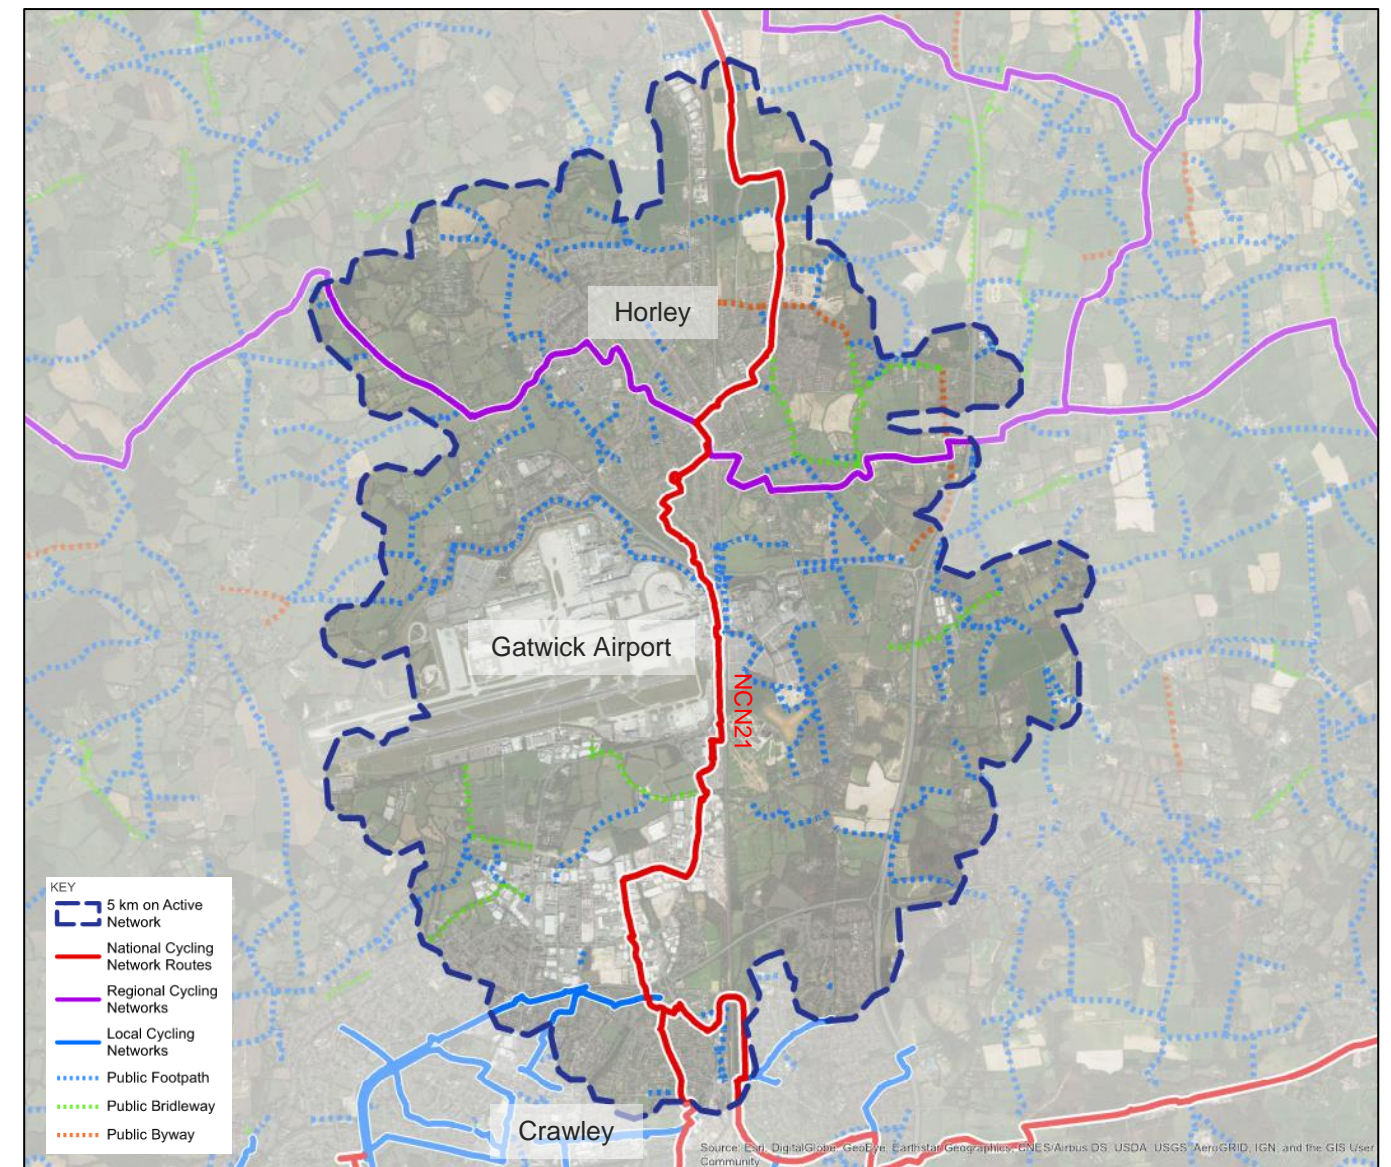 Horley
Gatwick Airport
NCN21
KEY
5 km on Active
Network
National Cycling
Network Routes
Regional Cycling
Networks
Local Cycling
Networks
Public Footpath
Public Bridleway
Public Byway
Crawley
Source: Esri, DigitalGlobe, GeoEye, Earthstar Geographics, CNES/Airbus DS, USDA, USGS, AeroGRID, IGN, and the GIS User
Community